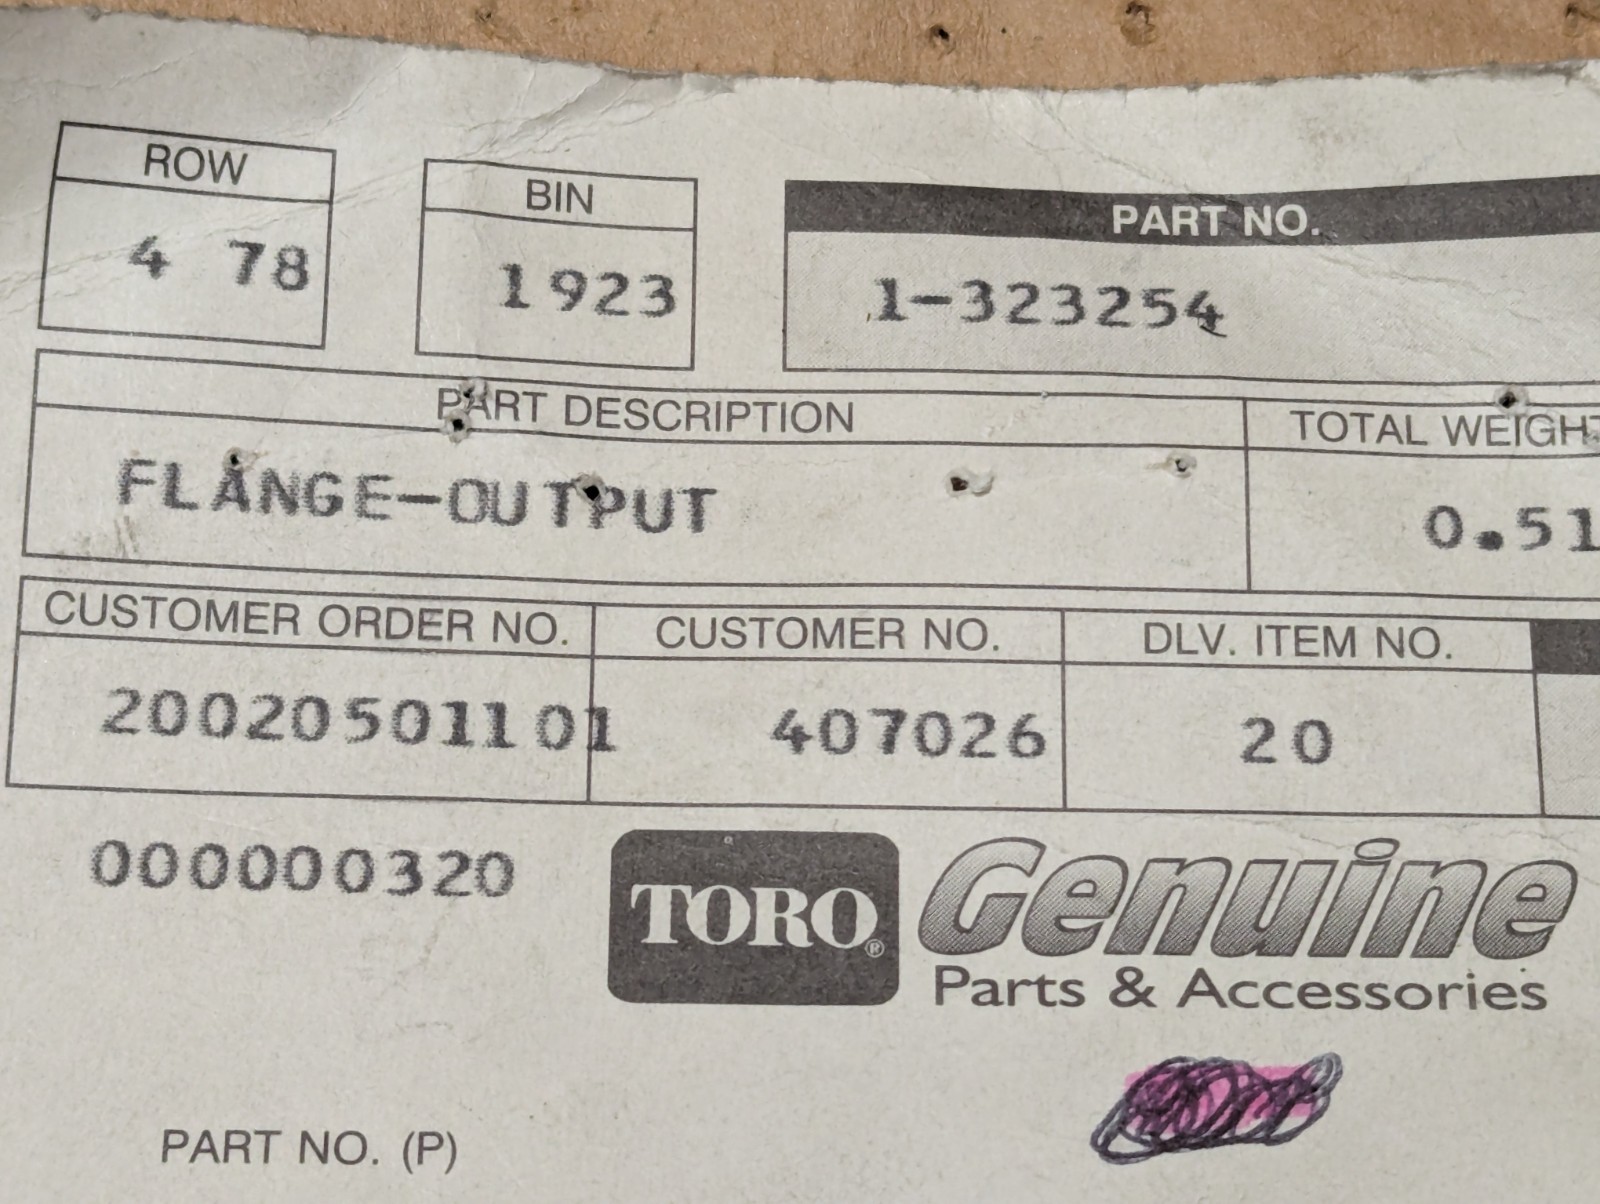 ROW
BIN
PART NO.
4 78
1923
1-323254
PART DESCRIPTION
TOTAL WEIGHT
FLANGE-OUTPUT
0.51
CUSTOMER ORDER NO.
CUSTOMER NO.
DLV. ITEM NO.
20020501101
407026
20
000000320
TORO®
Genuine
Parts & Accessories
PART NO. (P)